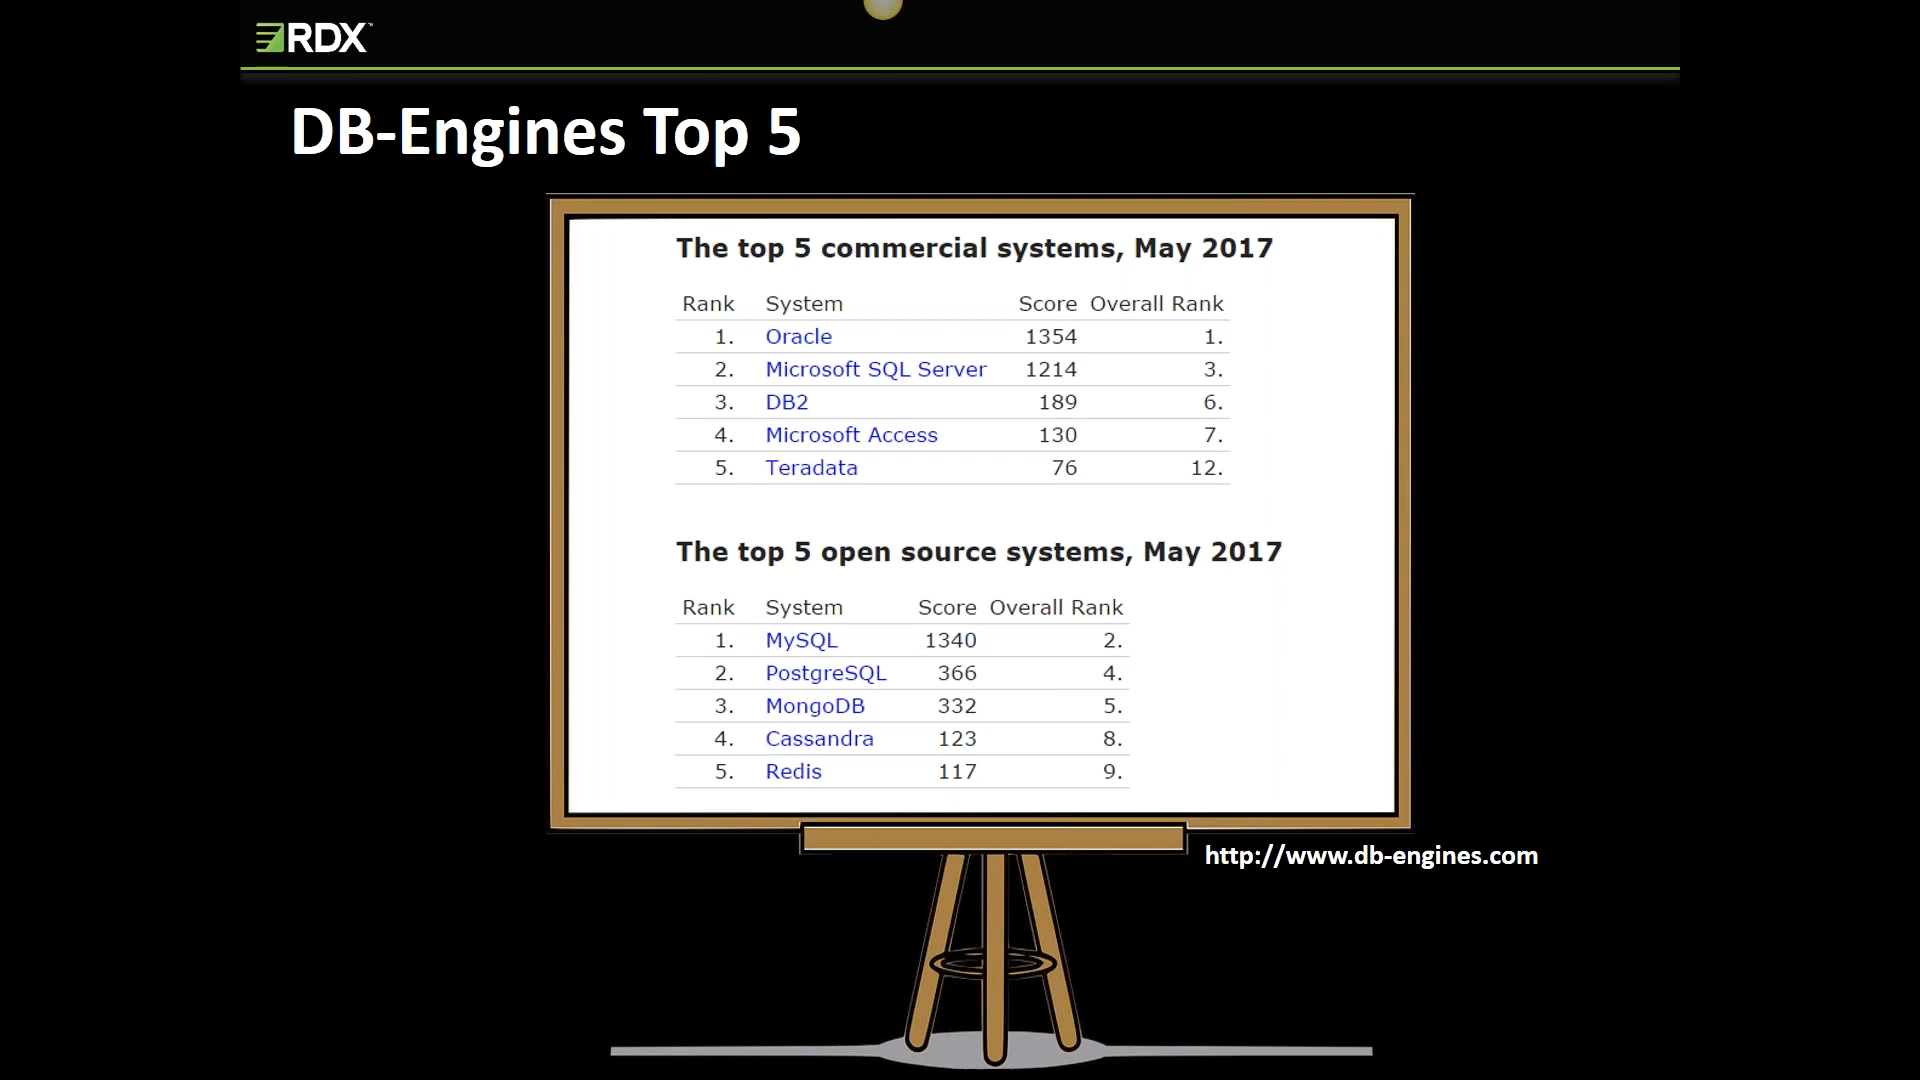 RDX™
DB-Engines Top 5
The top 5 commercial systems, May 2017
Rank System Score Overall Rank
1. Oracle 1354 1.
2. Microsoft SQL Server 1214 3.
3. DB2 189 6.
4. Microsoft Access 130 7.
5. Teradata 76 12.
The top 5 open source systems, May 2017
Rank System Score Overall Rank
1. MySQL 1340 2.
2. PostgreSQL 366 4.
3. MongoDB 332 5.
4. Cassandra 123 8.
5. Redis 117 9.
http://www.db-engines.com